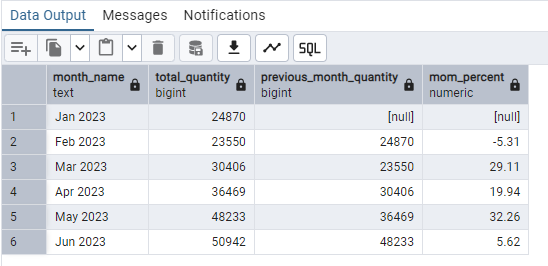 Data Output Messages Notifications
SQL
month_name total_quantity previous_month_quantity mom_percent
text bigint bigint numeric
1 Jan 2023 24870 [null] [null]
2 Feb 2023 23550 24870 -5.31
3 Mar 2023 30406 23550 29.11
4 Apr 2023 36469 30406 19.94
5 May 2023 48233 36469 32.26
6 Jun 2023 50942 48233 5.62